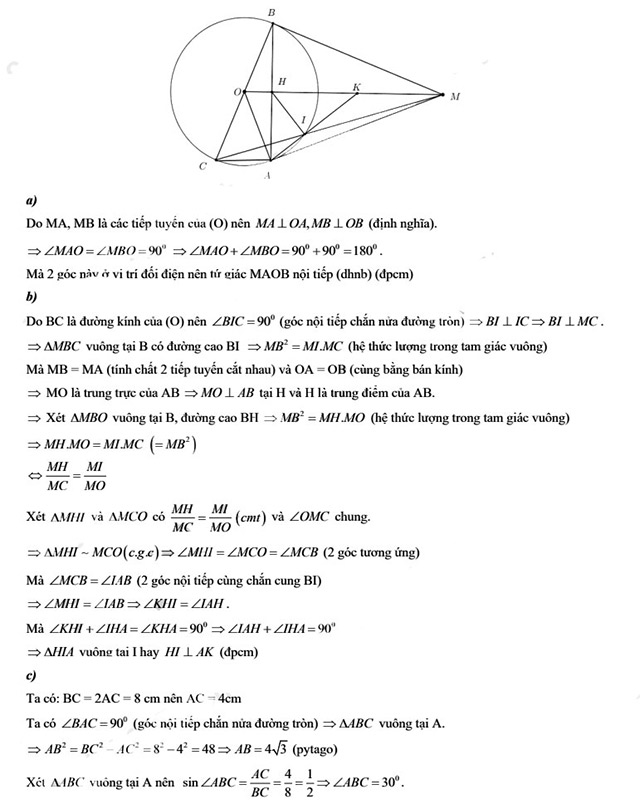 B
O
H
K
M
I
C
A
a)
Do MA, MB là các tiếp tuyến của (O) nên MA ⊥ OA, MB ⊥ OB (định nghĩa).
⇒ ∠MAO = ∠MBO = 90⁰ ⇒ ∠MAO + ∠MBO = 90⁰ + 90⁰ = 180⁰.
Mà 2 góc này ở vị trí đối diện nên tứ giác MAOB nội tiếp (dhnb) (đpcm)
b)
Do BC là đường kính của (O) nên ∠BIC = 90⁰ (góc nội tiếp chắn nửa đường tròn) ⇒ BI ⊥ IC ⇒ BI ⊥ MC.
⇒ ΔMBC vuông tại B có đường cao BI ⇒ MB² = MI.MC (hệ thức lượng trong tam giác vuông)
Mà MB = MA (tính chất 2 tiếp tuyến cắt nhau) và OA = OB (cùng bằng bán kính)
⇒ MO là trung trực của AB ⇒ MO ⊥ AB tại H và H là trung điểm của AB.
⇒ Xét ΔMBO vuông tại B, đường cao BH ⇒ MB² = MH.MO (hệ thức lượng trong tam giác vuông)
⇒ MH.MO = MI.MC (= MB²)
⇔ MH/MC = MI/MO
Xét ΔMHI và ΔMCO có MH/MC = MI/MO (cmt) và ∠OMC chung.
⇒ ΔMHI ~ MCO (c.g.c) ⇒ ∠MHI = ∠MCO = ∠MCB (2 góc tương ứng)
Mà ∠MCB = ∠IAB (2 góc nội tiếp cùng chắn cung BI)
⇒ ∠MHI = ∠IAB ⇒ ∠KHI = ∠IAH.
Mà ∠KHI + ∠IHA = ∠KHA = 90⁰ ⇒ ∠IAH + ∠IHA = 90⁰
⇒ ΔHIA vuông tai I hay HI ⊥ AK (đpcm)
c)
Ta có: BC = 2AC = 8 cm nên AC = 4cm
Ta có ∠BAC = 90⁰ (góc nội tiếp chắn nửa đường tròn) ⇒ ΔABC vuông tại A.
⇒ AB² = BC² − AC² = 8² − 4² = 48 ⇒ AB = 4√3 (pytago)
Xét ΔABC vuông tại A nên sin ∠ABC = AC/BC = 4/8 = 1/2 ⇒ ∠ABC = 30⁰.